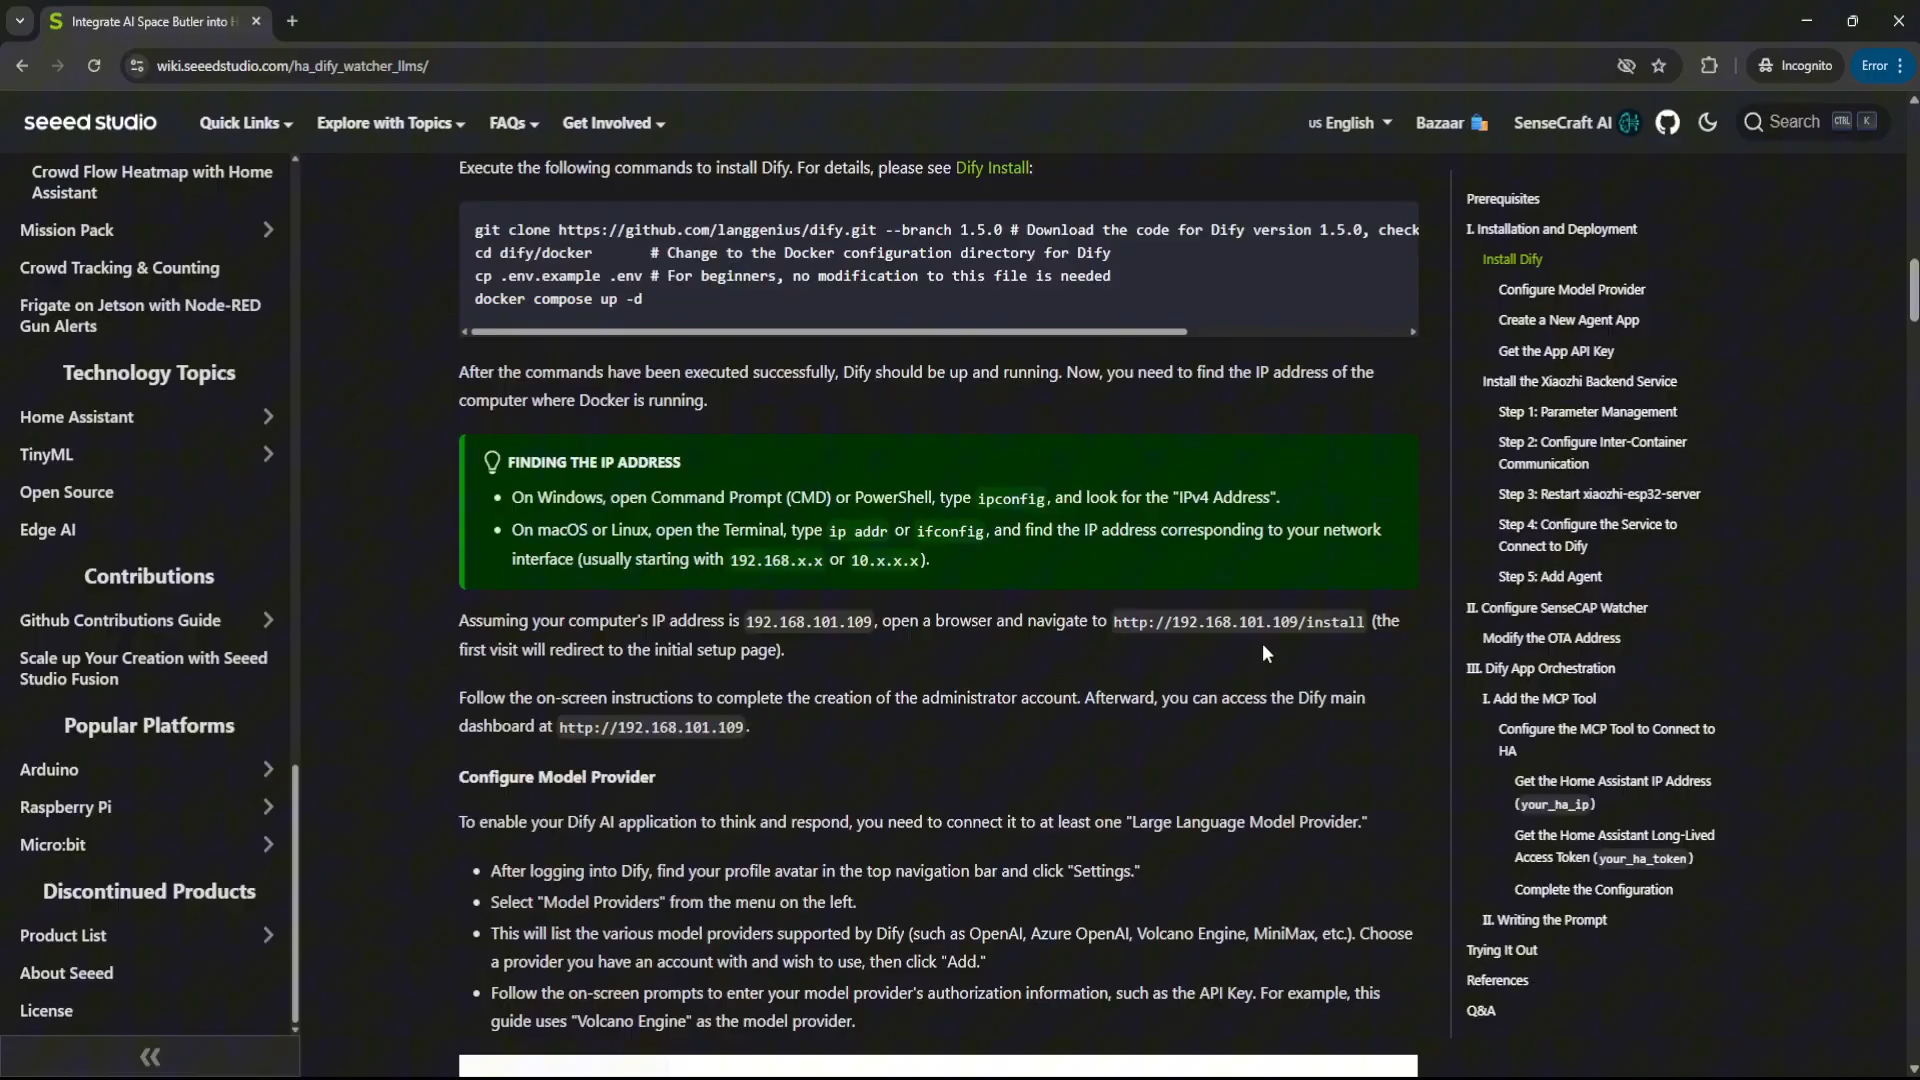 Integrate AI Space Butler into H
wiki.seeedstudio.com/ha_dify_watcher_llms/
Incognito
Error
seeed studio
Quick Links
Explore with Topics
FAQs
Get Involved
us English
Bazaar
SenseCraft AI
Search
CTRL
K
Crowd Flow Heatmap with Home
Assistant
Mission Pack
Crowd Tracking & Counting
Frigate on Jetson with Node-RED
Gun Alerts
Technology Topics
Home Assistant
TinyML
Open Source
Edge AI
Contributions
Github Contributions Guide
Scale up Your Creation with Seeed
Studio Fusion
Popular Platforms
Arduino
Raspberry Pi
Micro:bit
Discontinued Products
Product List
About Seeed
License
Execute the following commands to install Dify. For details, please see Dify Install:
git clone https://github.com/langgenius/dify.git --branch 1.5.0 # Download the code for Dify version 1.5.0, check
cd dify/docker # Change to the Docker configuration directory for Dify
cp .env.example .env # For beginners, no modification to this file is needed
docker compose up -d
After the commands have been executed successfully, Dify should be up and running. Now, you need to find the IP address of the
computer where Docker is running.
FINDING THE IP ADDRESS
• On Windows, open Command Prompt (CMD) or PowerShell, type ipconfig, and look for the "IPv4 Address".
• On macOS or Linux, open the Terminal, type ip addr or ifconfig, and find the IP address corresponding to your network
interface (usually starting with 192.168.x.x or 10.x.x.x).
Assuming your computer's IP address is 192.168.101.109, open a browser and navigate to http://192.168.101.109/install (the
first visit will redirect to the initial setup page).
Follow the on-screen instructions to complete the creation of the administrator account. Afterward, you can access the Dify main
dashboard at http://192.168.101.109.
Configure Model Provider
To enable your Dify AI application to think and respond, you need to connect it to at least one "Large Language Model Provider."
• After logging into Dify, find your profile avatar in the top navigation bar and click "Settings."
• Select "Model Providers" from the menu on the left.
• This will list the various model providers supported by Dify (such as OpenAI, Azure OpenAI, Volcano Engine, MiniMax, etc.). Choose
a provider you have an account with and wish to use, then click "Add."
• Follow the on-screen prompts to enter your model provider's authorization information, such as the API Key. For example, this
guide uses "Volcano Engine" as the model provider.
Prerequisites
I. Installation and Deployment
Install Dify
Configure Model Provider
Create a New Agent App
Get the App API Key
Install the Xiaozhi Backend Service
Step 1: Parameter Management
Step 2: Configure Inter-Container
Communication
Step 3: Restart xiaozhi-esp32-server
Step 4: Configure the Service to
Connect to Dify
Step 5: Add Agent
II. Configure SenseCAP Watcher
Modify the OTA Address
III. Dify App Orchestration
I. Add the MCP Tool
Configure the MCP Tool to Connect to
HA
Get the Home Assistant IP Address
(your_ha_ip)
Get the Home Assistant Long-Lived
Access Token (your_ha_token)
Complete the Configuration
II. Writing the Prompt
Trying It Out
References
Q&A